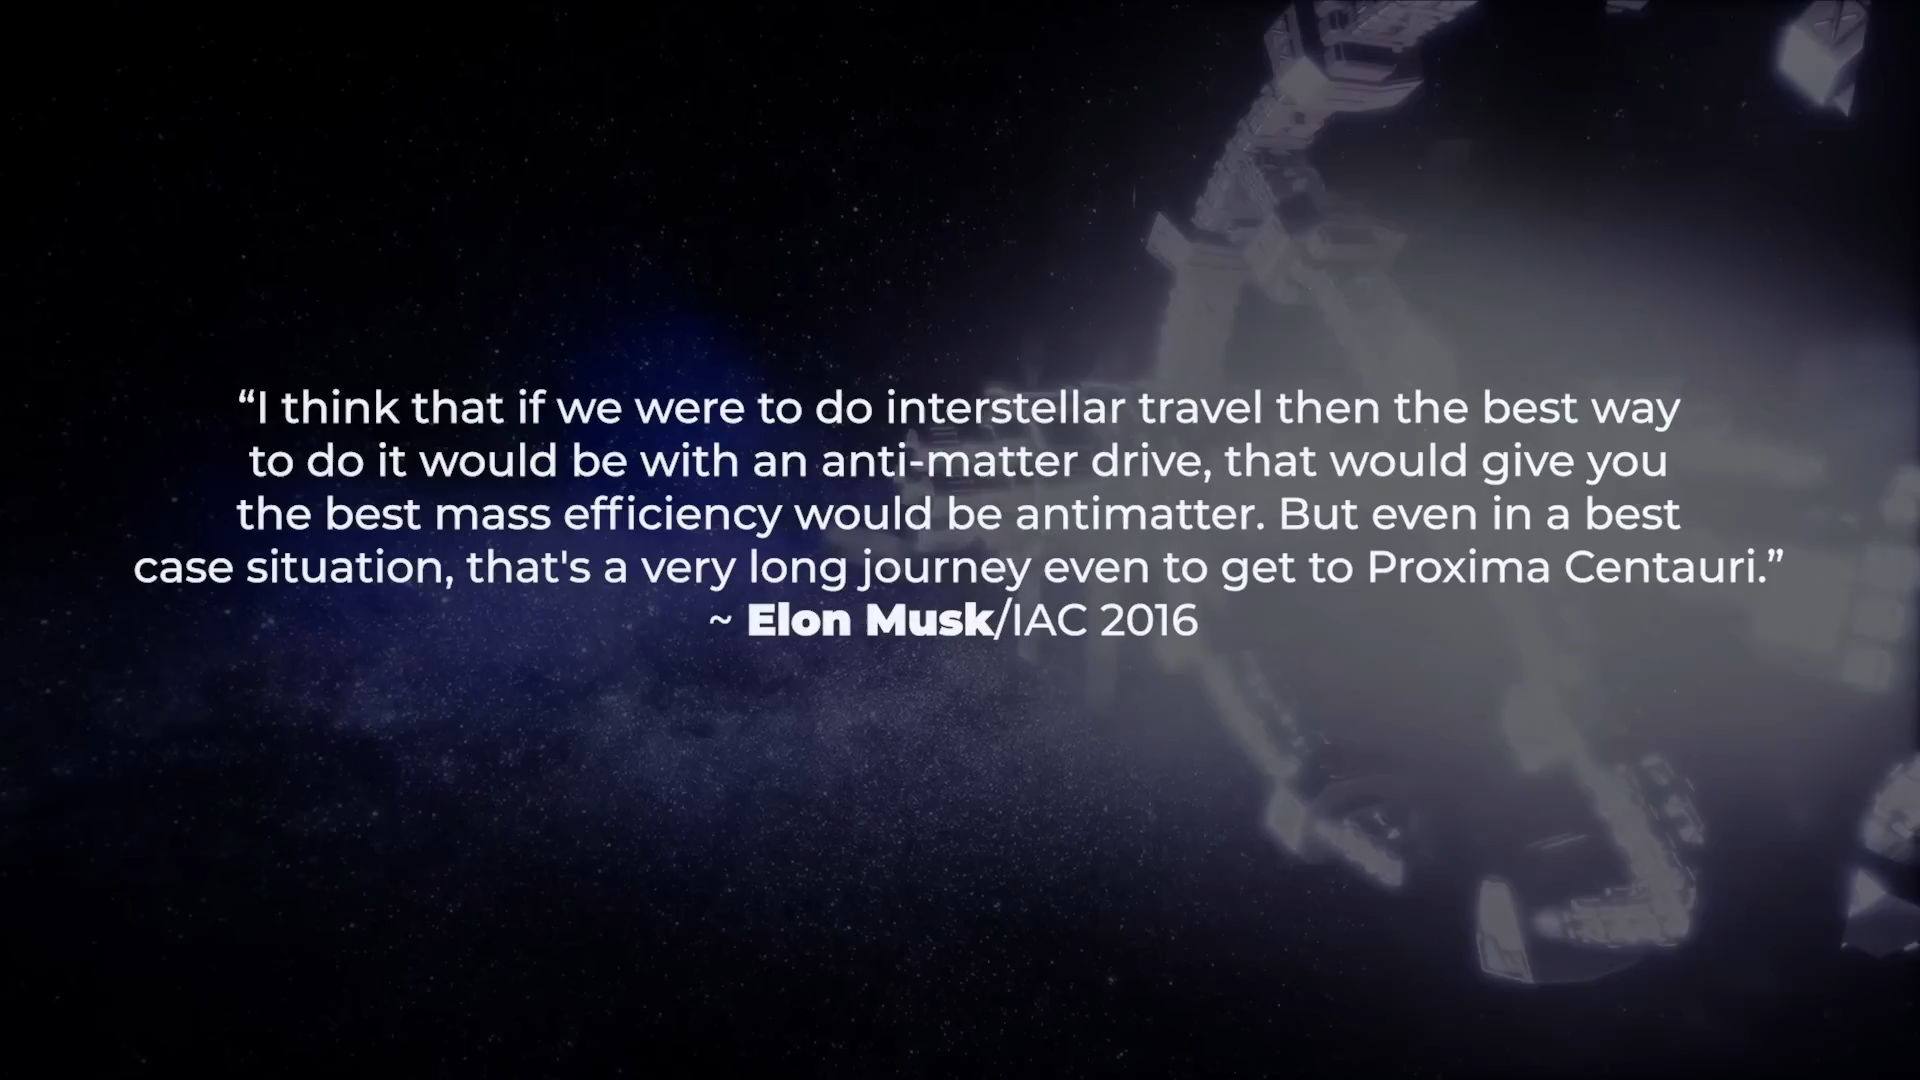 “I think that if we were to do interstellar travel then the best way
to do it would be with an anti-matter drive, that would give you
the best mass efficiency would be antimatter. But even in a best
case situation, that's a very long journey even to get to Proxima Centauri.”
~ Elon Musk/IAC 2016